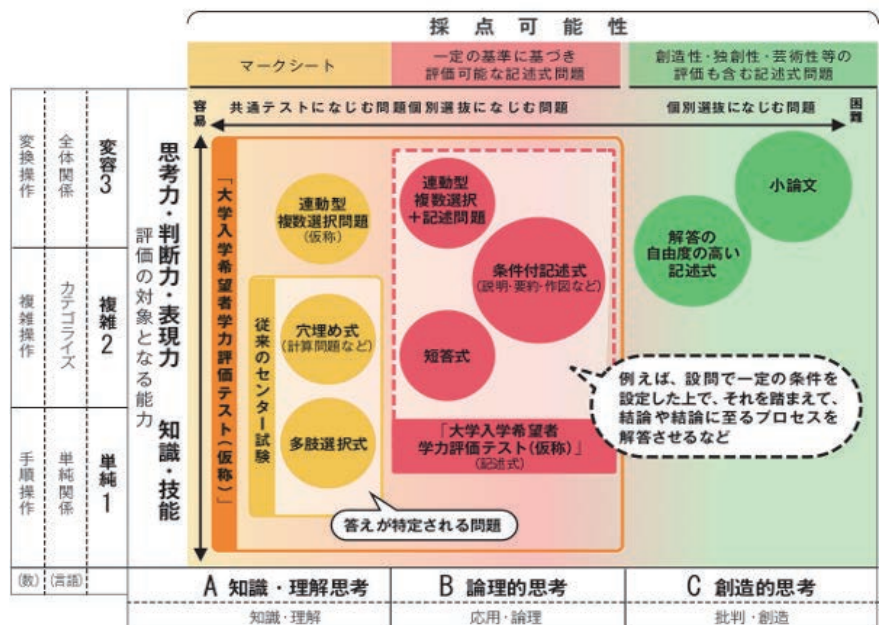 採点可能性
マークシート
一定の基準に基づき
評価可能な記述式問題
創造性・独創性・芸術性等の
評価も含む記述式問題
容易
共通テストになじむ問題
個別選抜になじむ問題
個別選抜になじむ問題
困難
変換操作
全体関係
変容3
複雑操作
カテゴライズ
複雑2
手順操作
単純関係
単純1
(数)
(言語)
思考力・判断力・表現力
評価の対象となる能力
知識・技能
「大学入学希望者学力評価テスト(仮称)」
連動型
複数選択問題
(仮称)
従来のセンター試験
穴埋め式
(計算問題など)
多肢選択式
答えが特定される問題
連動型
複数選択
+記述問題
条件付記述式
(説明・要約・作図など)
短答式
「大学入学希望者
学力評価テスト(仮称)」
(記述式)
小論文
解答の
自由度の高い
記述式
例えば、設問で一定の条件を
設定した上で、それを踏まえて、
結論や結論に至るプロセスを
解答させるなど
A 知識・理解思考
B 論理的思考
C 創造的思考
知識・理解
応用・論理
批判・創造